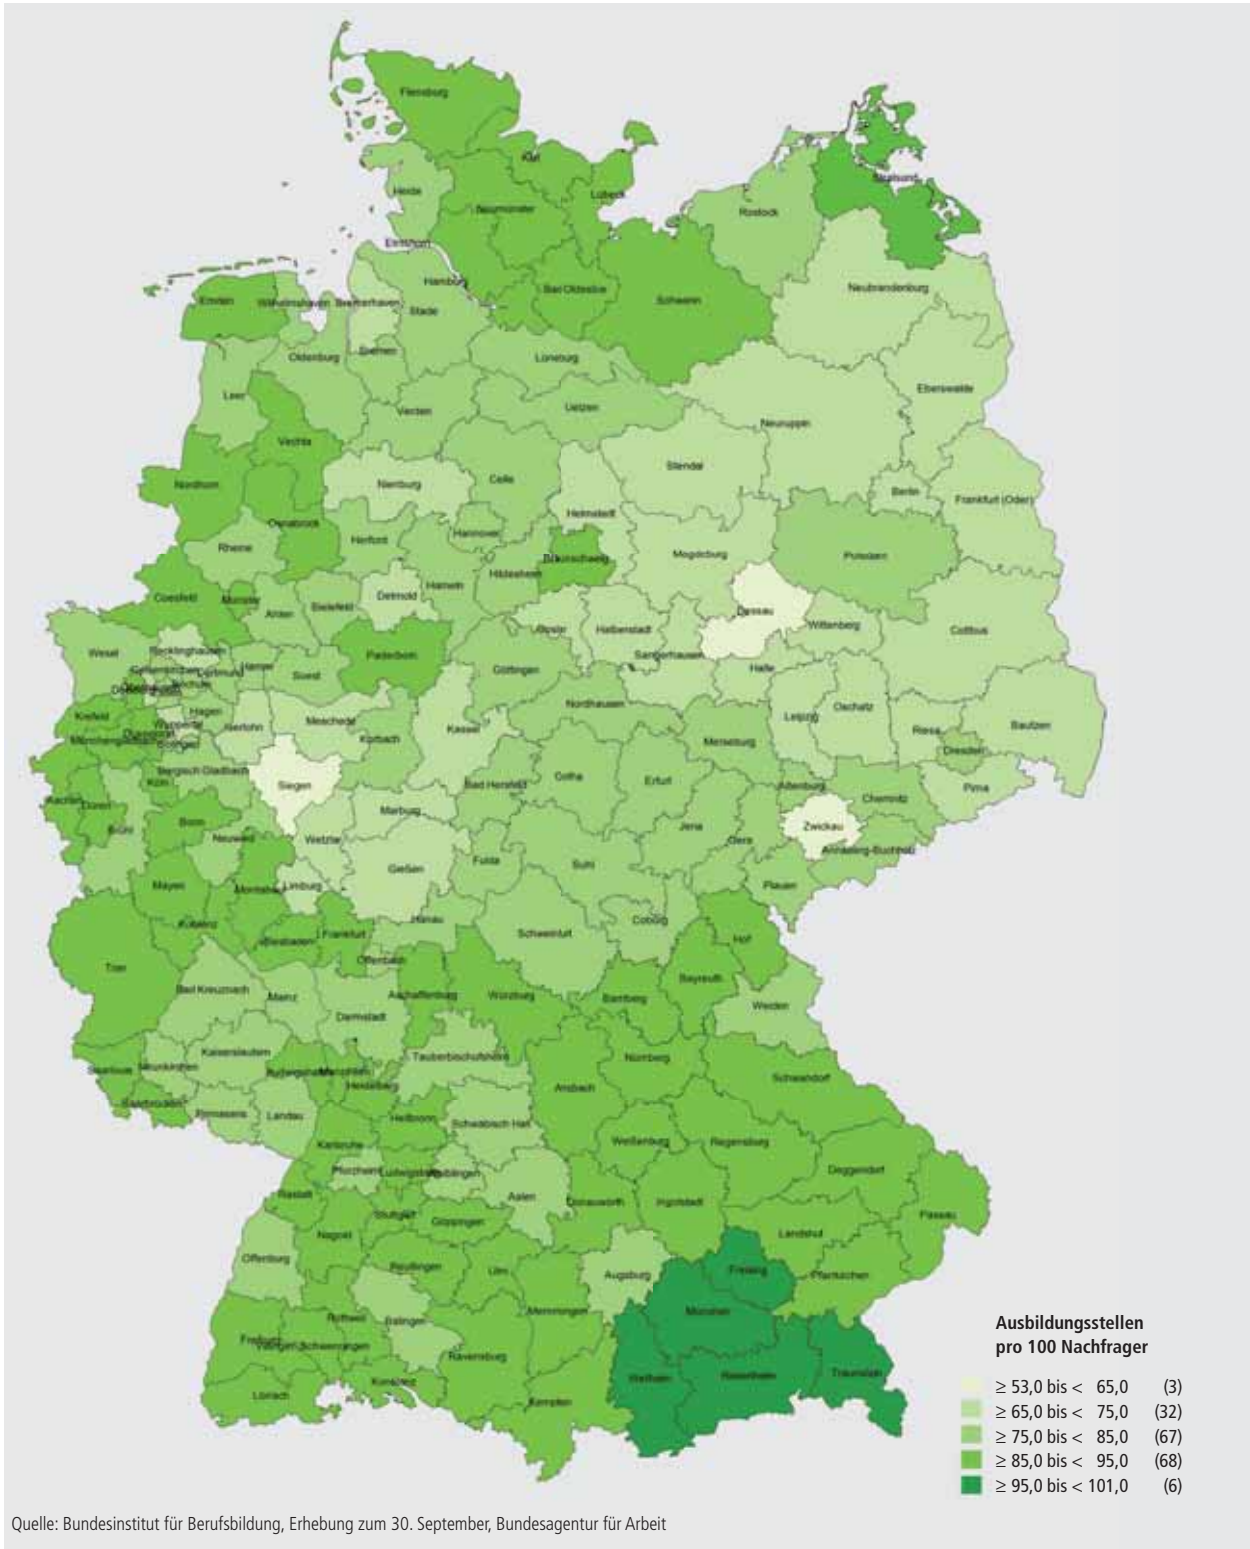 Flensburg
Kiel
Heide
Lübeck
Stralsund
Neumünster
Rostock
Elmshorn
Hamburg
Bad Oldesloe
Schwerin
Neubrandenburg
Emden
Wilhelmshaven
Bremerhaven
Stade
Oldenburg
Bremen
Lüneburg
Eberswalde
Leer
Verden
Uelzen
Neuruppin
Vechta
Stendal
Nordhorn
Nienburg
Celle
Berlin
Frankfurt (Oder)
Osnabrück
Helmstedt
Rheine
Herford
Hannover
Braunschweig
Magdeburg
Potsdam
Hildesheim
Hameln
Coesfeld
Münster
Ahlen
Bielefeld
Detmold
Dessau
Goslar
Halberstadt
Wittenberg
Cottbus
Wesel
Recklinghausen
Paderborn
Sangerhausen
Gelsenkirchen
Dortmund
Hamm
Soest
Göttingen
Halle
Bochum
Nordhausen
Krefeld
Hagen
Iserlohn
Meschede
Kassel
Leipzig
Oschatz
Riesa
Bautzen
Wuppertal
Düsseldorf
Mönchengladbach
Solingen
Korbach
Merseburg
Dresden
Bergisch Gladbach
Siegen
Bad Hersfeld
Gotha
Erfurt
Altenburg
Pirna
Köln
Chemnitz
Aachen
Düren
Marburg
Brühl
Bonn
Neuwied
Wetzlar
Jena
Gera
Zwickau
Annaberg-Buchholz
Gießen
Fulda
Suhl
Plauen
Mayen
Montabaur
Limburg
Koblenz
Hanau
Coburg
Wiesbaden
Frankfurt
Schweinfurt
Hof
Trier
Offenbach
Bad Kreuznach
Mainz
Aschaffenburg
Würzburg
Bamberg
Bayreuth
Weiden
Darmstadt
Saarlouis
Neunkirchen
Kaiserslautern
Tauberbischofsheim
Nürnberg
Ludwigshafen
Mannheim
Heidelberg
Ansbach
Schwandorf
Saarbrücken
Pirmasens
Landau
Heilbronn
Schwäbisch Hall
Karlsruhe
Weißenburg
Regensburg
Pforzheim
Ludwigsburg
Waiblingen
Deggendorf
Rastatt
Aalen
Donauwörth
Ingolstadt
Stuttgart
Göppingen
Passau
Nagold
Landshut
Offenburg
Reutlingen
Ulm
Augsburg
Freising
Pfarrkirchen
Memmingen
München
Rottweil
Balingen
Freiburg
Villingen-Schwenningen
Ravensburg
Weilheim
Rosenheim
Traunstein
Lörrach
Konstanz
Kempten
Ausbildungsstellen
pro 100 Nachfrager
≥ 53,0 bis < 65,0 (3)
≥ 65,0 bis < 75,0 (32)
≥ 75,0 bis < 85,0 (67)
≥ 85,0 bis < 95,0 (68)
≥ 95,0 bis < 101,0 (6)
Quelle: Bundesinstitut für Berufsbildung, Erhebung zum 30. September, Bundesagentur für Arbeit